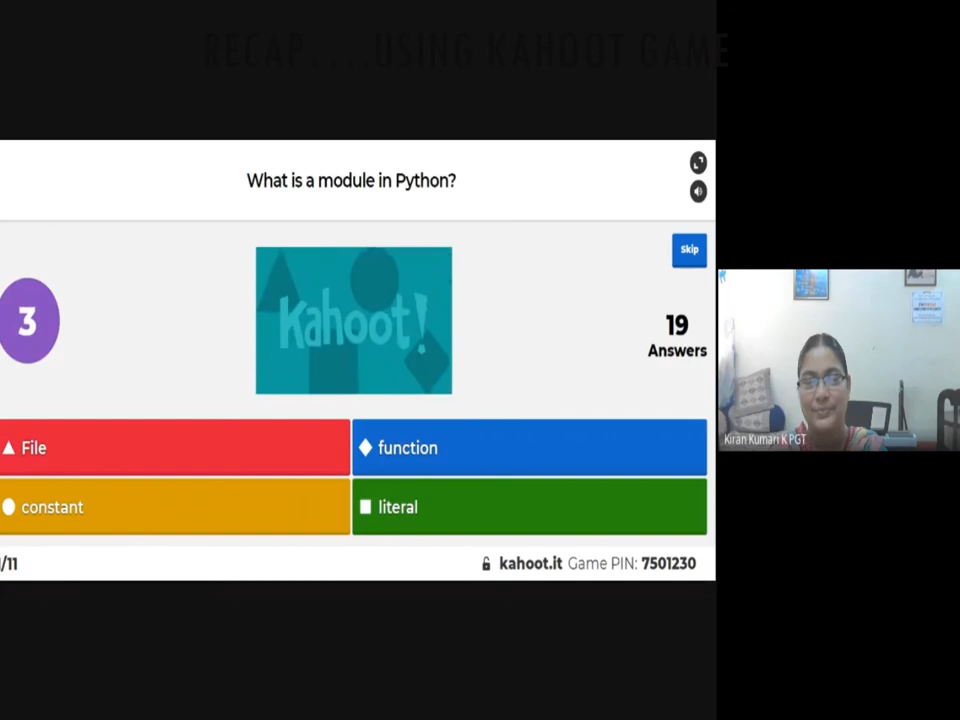 RECAP....USING KAHOOT GAME
What is a module in Python?
Skip
3
Kahoot!
19
Answers
File
function
constant
literal
/11
kahoot.it Game PIN: 7501230
Kiran Kumari K PGT